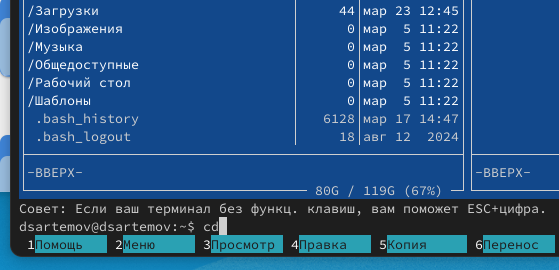 /Загрузки 44 мар 23 12:45
/Изображения 0 мар 5 11:22
/Музыка 0 мар 5 11:22
/Общедоступные 0 мар 5 11:22
/Рабочий стол 0 мар 5 11:22
/Шаблоны 0 мар 5 11:22
.bash_history 6128 мар 17 14:47
.bash_logout 18 авг 12 2024
-ВВЕРХ- -ВВЕРХ-
80G / 119G (67%)
Совет: Если ваш терминал без функц. клавиш, вам поможет ESC+цифра.
dsartemov@dsartemov:~$ cd
1Помощь 2Меню 3Просмотр 4Правка 5Копия 6Перенос